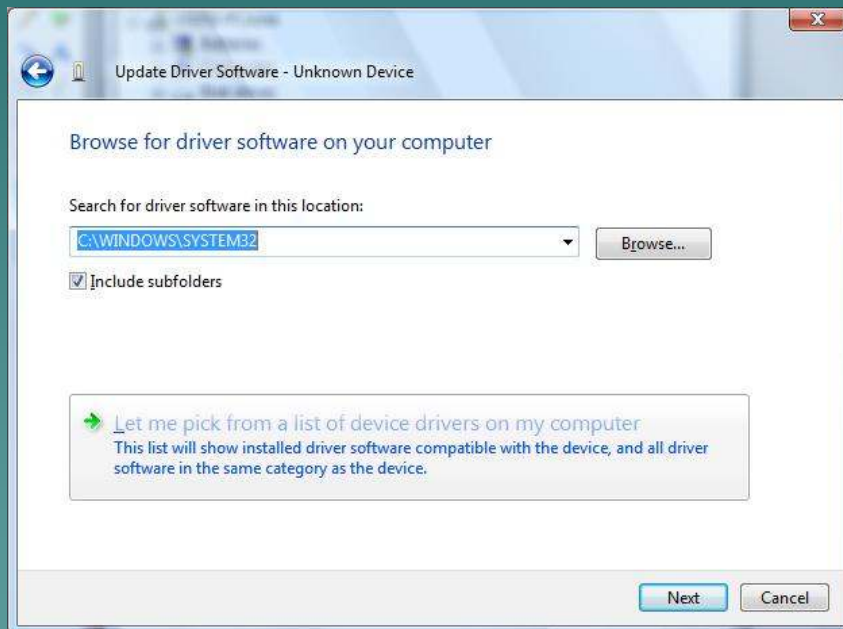 Update Driver Software - Unknown Device
Browse for driver software on your computer
Search for driver software in this location:
C:\WINDOWS\SYSTEM32
Browse...
Include subfolders
Let me pick from a list of device drivers on my computer
This list will show installed driver software compatible with the device, and all driver
software in the same category as the device.
Next
Cancel